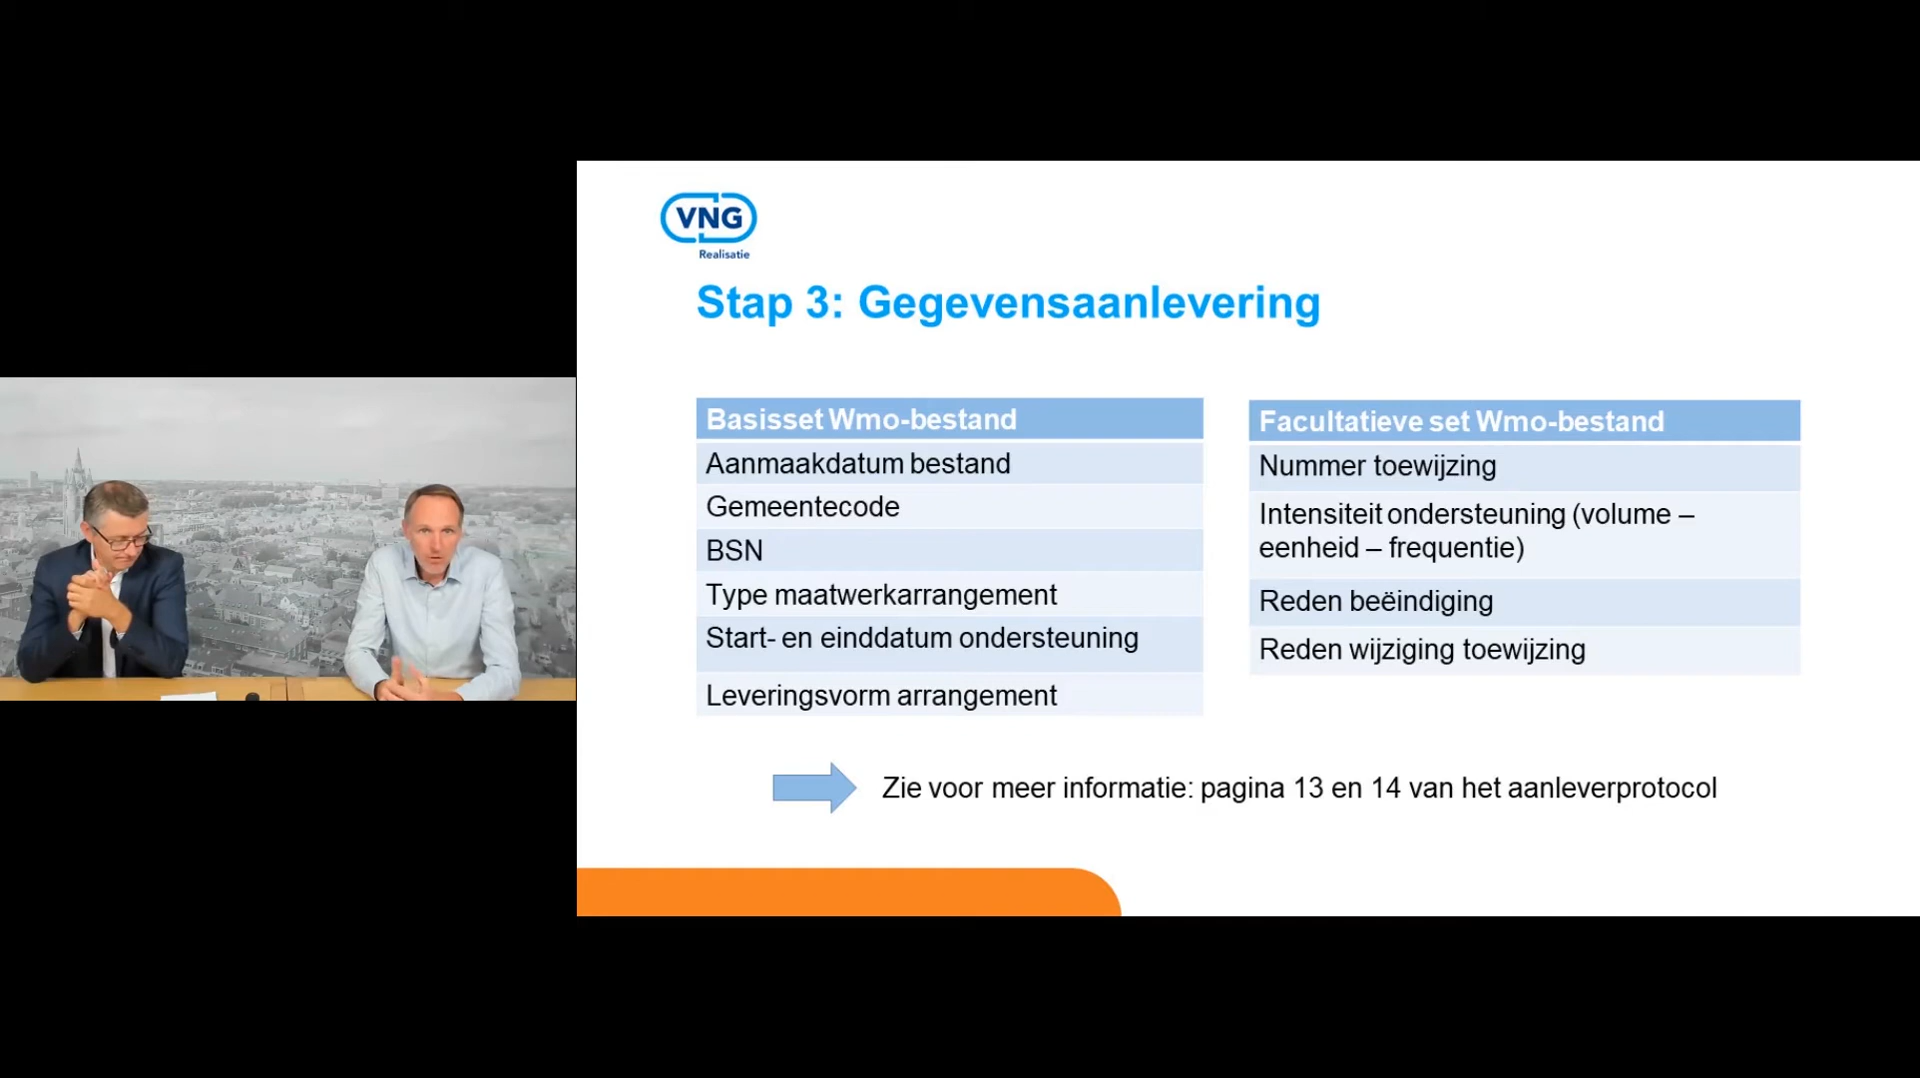 VNG
Realisatie
Stap 3: Gegevensaanlevering
Basisset Wmo-bestand
Aanmaakdatum bestand
Gemeentecode
BSN
Type maatwerkarrangement
Start- en einddatum ondersteuning
Leveringsvorm arrangement
Facultatieve set Wmo-bestand
Nummer toewijzing
Intensiteit ondersteuning (volume –
eenheid – frequentie)
Reden beëindiging
Reden wijziging toewijzing
Zie voor meer informatie: pagina 13 en 14 van het aanleverprotocol